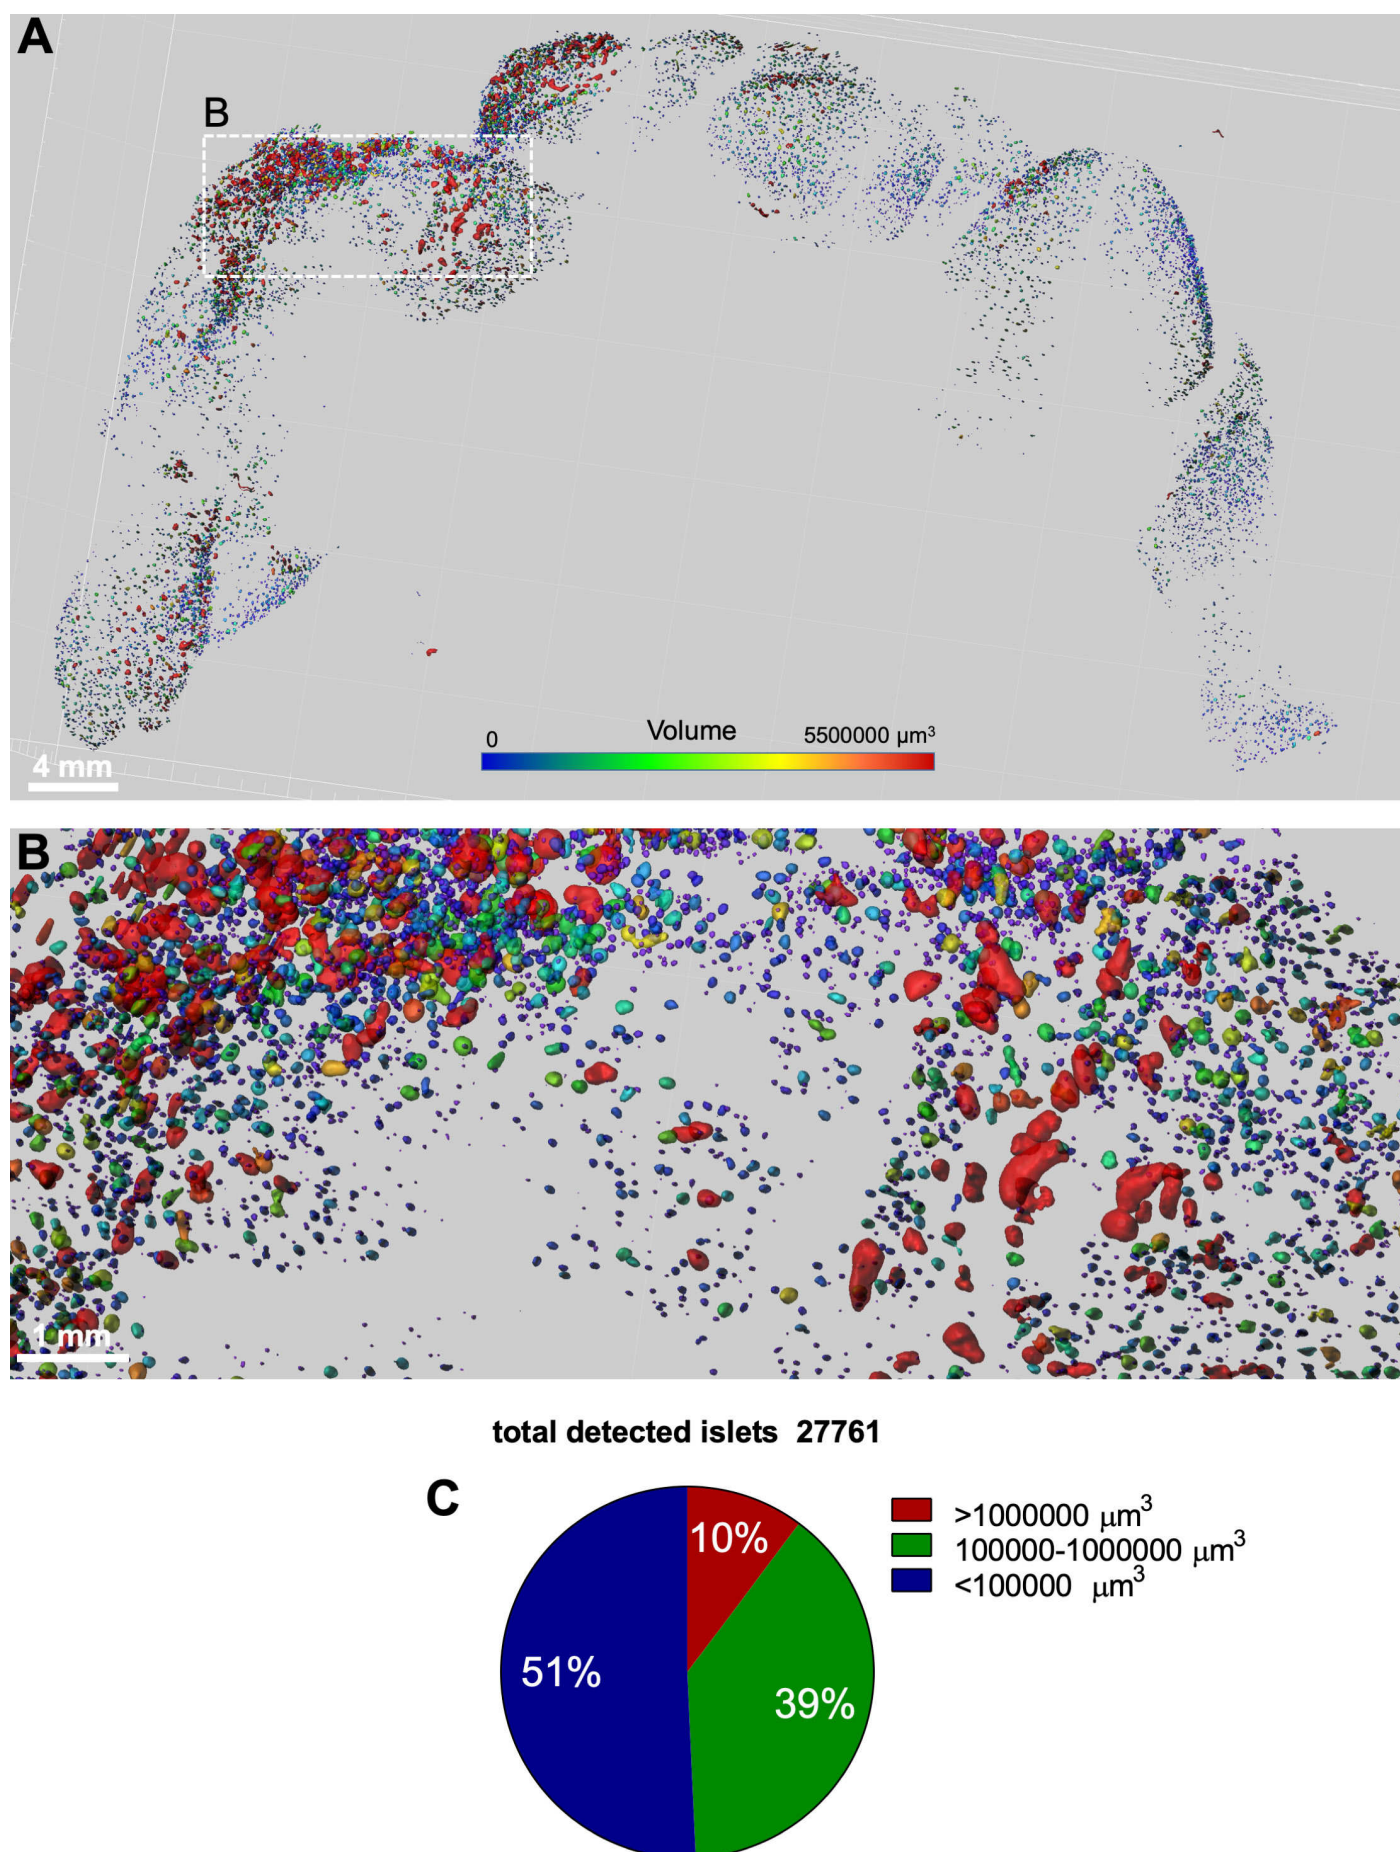 A
B
Volume
0
5500000 µm³
4 mm
B
1 mm
total detected islets 27761
C
10%
39%
51%
>1000000 µm³
100000-1000000 µm³
<100000 µm³